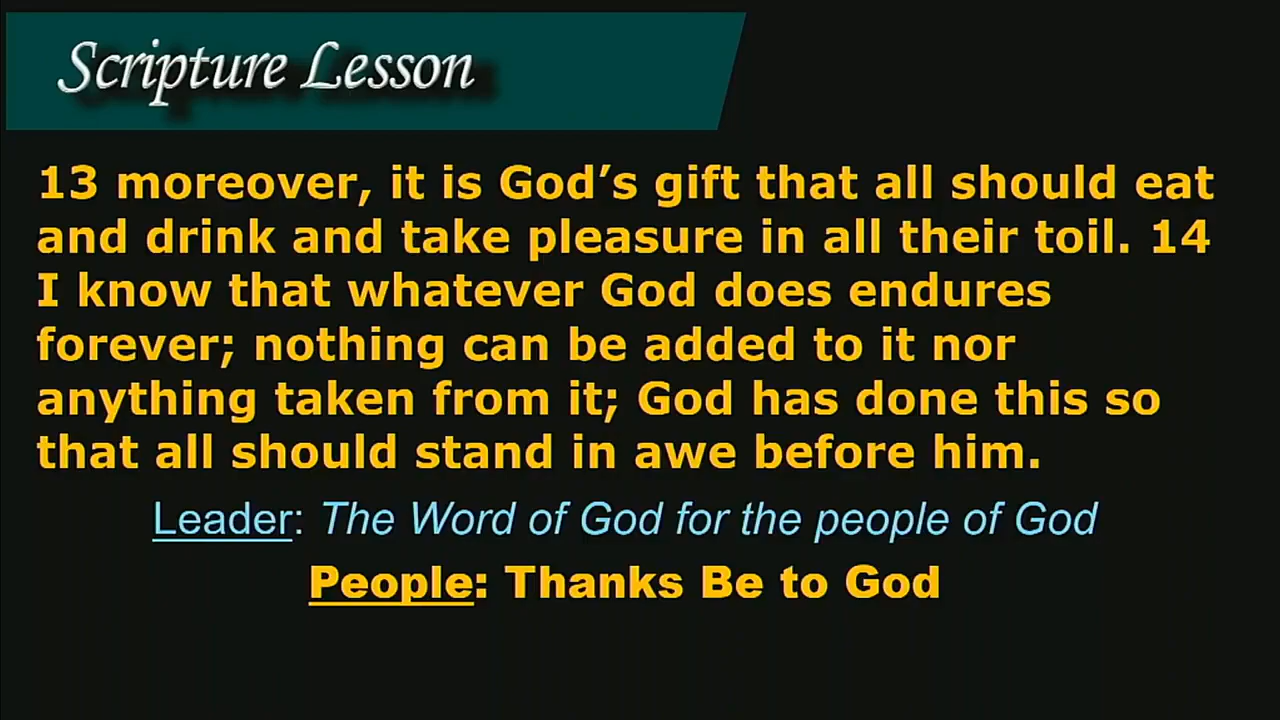 Scripture Lesson
13 moreover, it is God’s gift that all should eat
and drink and take pleasure in all their toil. 14
I know that whatever God does endures
forever; nothing can be added to it nor
anything taken from it; God has done this so
that all should stand in awe before him.
Leader: The Word of God for the people of God
People: Thanks Be to God